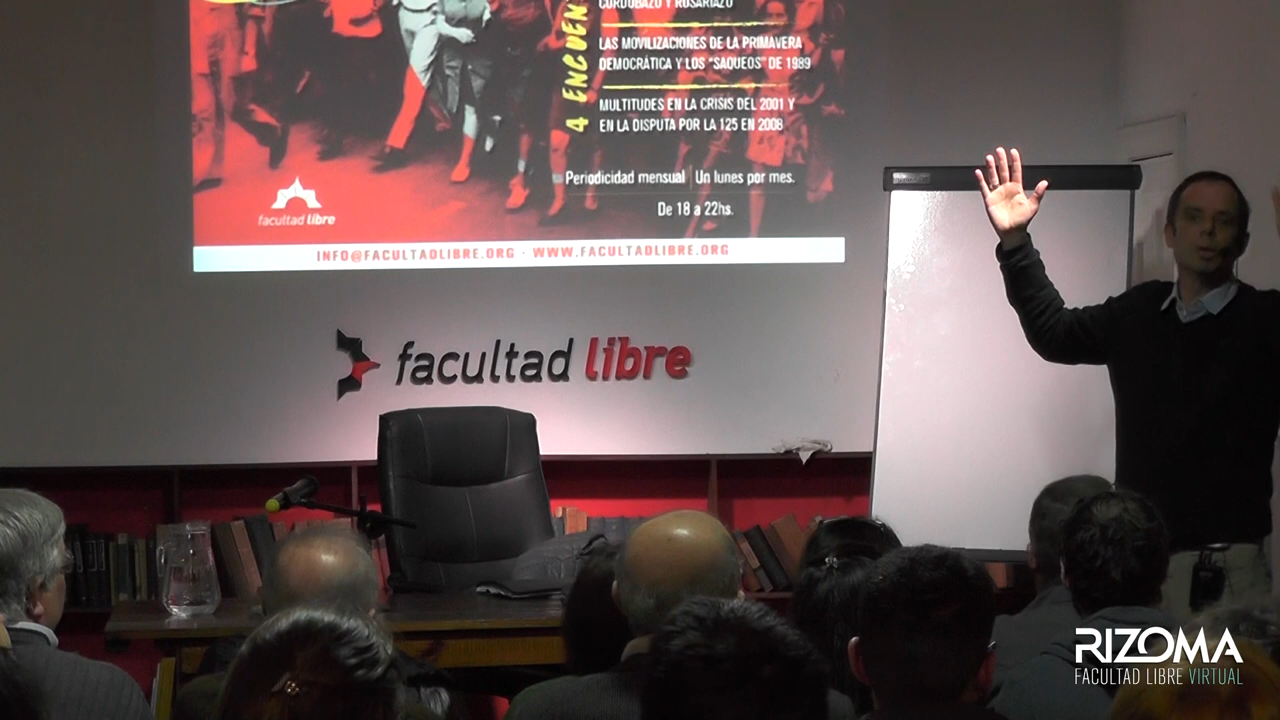 CORDOBAZO Y ROSARIAZO
LAS MOVILIZACIONES DE LA PRIMAVERA
DEMOCRÁTICA Y LOS "SAQUEOS" DE 1989
MULTITUDES EN LA CRISIS DEL 2001 Y
EN LA DISPUTA POR LA 125 EN 2008
4 ENCUEN
Periodicidad mensual | Un lunes por mes.
De 18 a 22hs.
facultad libre
INFO@FACULTADLIBRE.ORG · WWW.FACULTADLIBRE.ORG
facultad libre
RIZOMA
FACULTAD LIBRE VIRTUAL